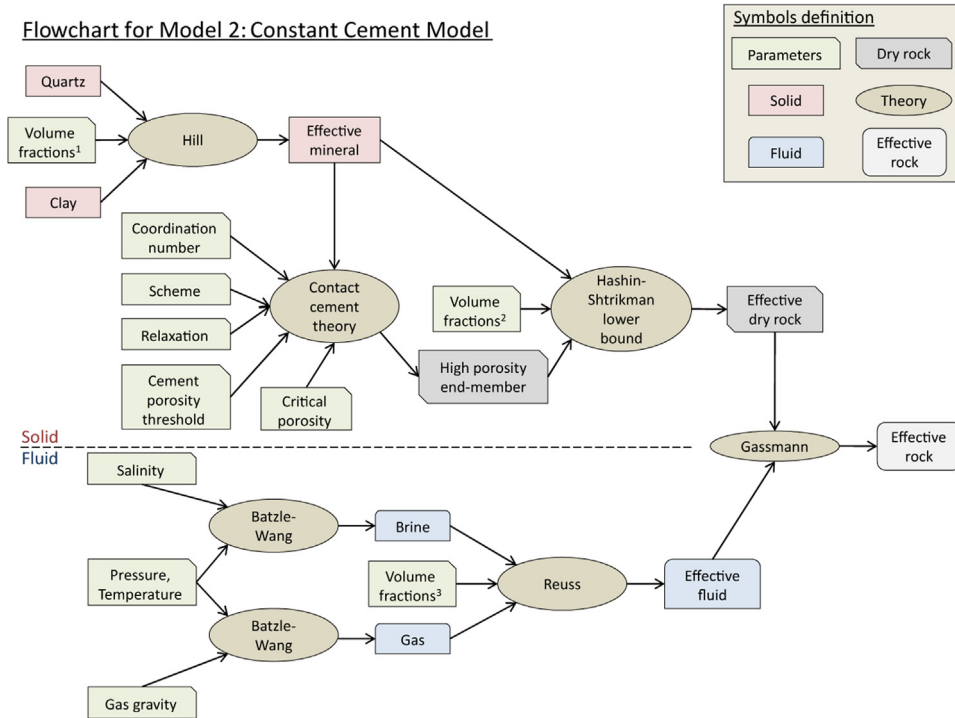 Flowchart for Model 2: Constant Cement Model
Symbols definition
Parameters
Dry rock
Solid
Theory
Fluid
Effective
rock
Quartz
Volume
fractions¹
Clay
Hill
Effective
mineral
Coordination
number
Scheme
Relaxation
Cement
porosity
threshold
Critical
porosity
Contact
cement
theory
Volume
fractions²
High porosity
end-member
Hashin-
Shtrikman
lower
bound
Effective
dry rock
Solid
Fluid
Gassmann
Effective
rock
Salinity
Pressure,
Temperature
Gas gravity
Batzle-
Wang
Batzle-
Wang
Brine
Volume
fractions³
Gas
Reuss
Effective
fluid